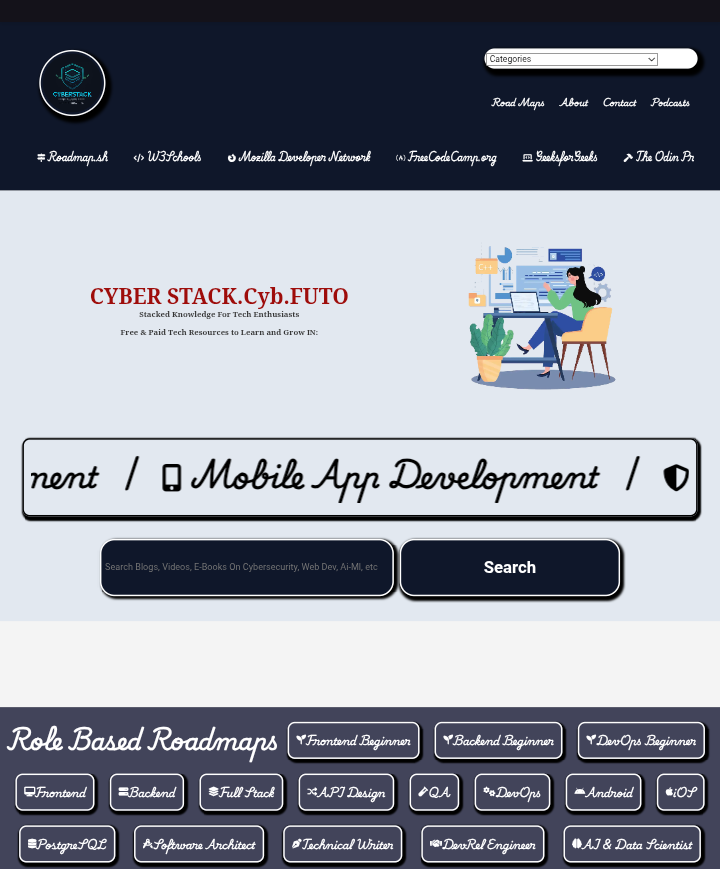 CYBERSTACK
Categories
Road Maps About Contact Podcasts
Roadmap.sh W3Schools Mozilla Developer Network FreeCodeCamp.org GeeksforGeeks The Odin Pr
CYBER STACK.Cyb.FUTO
Stacked Knowledge For Tech Enthusiasts
Free & Paid Tech Resources to Learn and Grow IN:
ment / Mobile App Development /
Search Blogs, Videos, E-Books On Cybersecurity, Web Dev, Ai-Ml, etc
Search
Role Based Roadmaps Frontend Beginner Backend Beginner DevOps Beginner
Frontend Backend Full Stack API Design QA DevOps Android iOS
PostgreSQL Software Architect Technical Writer DevRel Engineer AI & Data Scientist